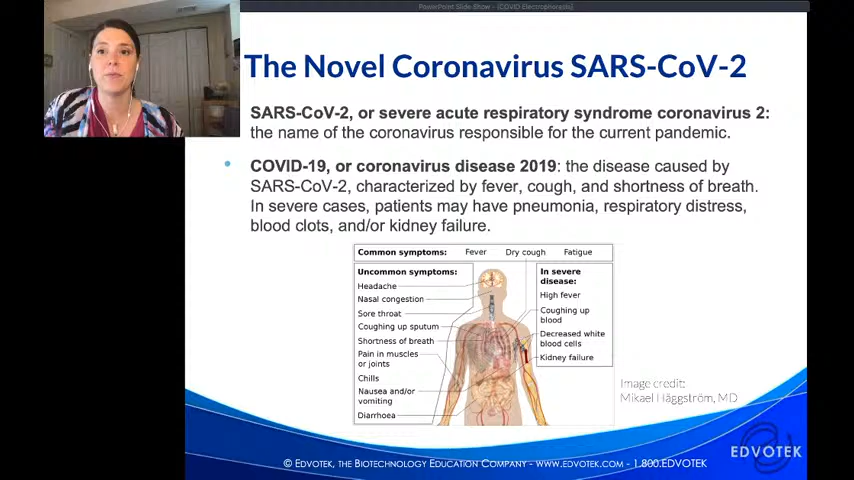 PowerPoint Slide Show - [COVID Electrophoresis]
The Novel Coronavirus SARS-CoV-2
SARS-CoV-2, or severe acute respiratory syndrome coronavirus 2:
the name of the coronavirus responsible for the current pandemic.
• COVID-19, or coronavirus disease 2019: the disease caused by
SARS-CoV-2, characterized by fever, cough, and shortness of breath.
In severe cases, patients may have pneumonia, respiratory distress,
blood clots, and/or kidney failure.
Common symptoms: Fever Dry cough Fatigue
Uncommon symptoms:
Headache
Nasal congestion
Sore throat
Coughing up sputum
Shortness of breath
Pain in muscles
or joints
Chills
Nausea and/or
vomiting
Diarrhoea
In severe
disease:
High fever
Coughing up
blood
Decreased white
blood cells
Kidney failure
Image credit:
Mikael Häggström, MD
EDVOTEK
© EDVOTEK, THE BIOTECHNOLOGY EDUCATION COMPANY - WWW.EDVOTEK.COM - 1.800.EDVOTEK